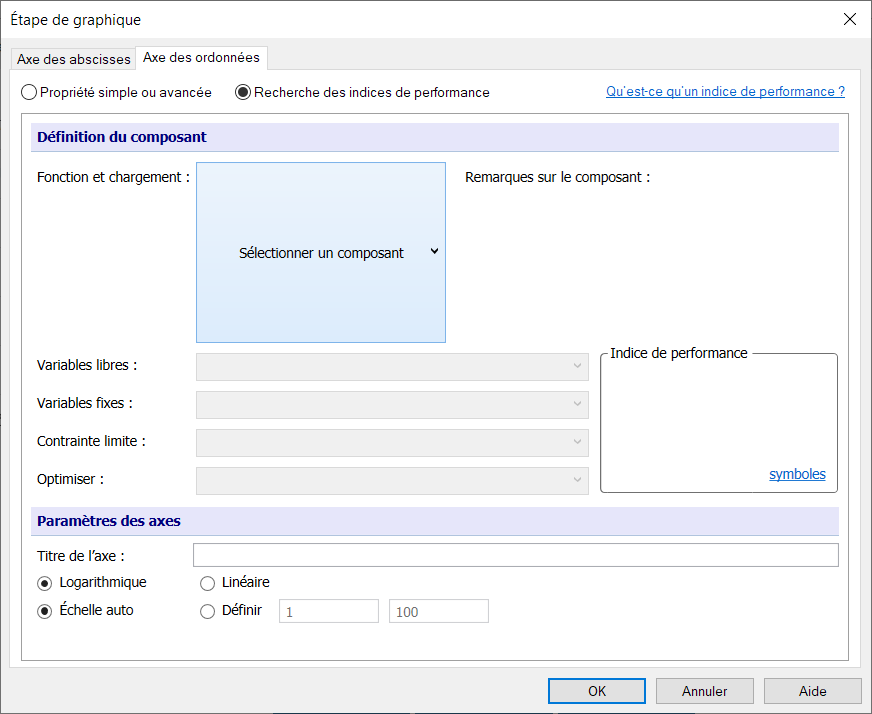 Étape de graphique
Axe des abscisses
Axe des ordonnées
Propriété simple ou avancée
Recherche des indices de performance
Qu'est-ce qu'un indice de performance ?
Définition du composant
Fonction et chargement :
Sélectionner un composant
Remarques sur le composant :
Variables libres :
Indice de performance
Variables fixes :
Contrainte limite :
Optimiser :
symboles
Paramètres des axes
Titre de l'axe :
Logarithmique
Linéaire
Échelle auto
Définir
1
100
OK
Annuler
Aide